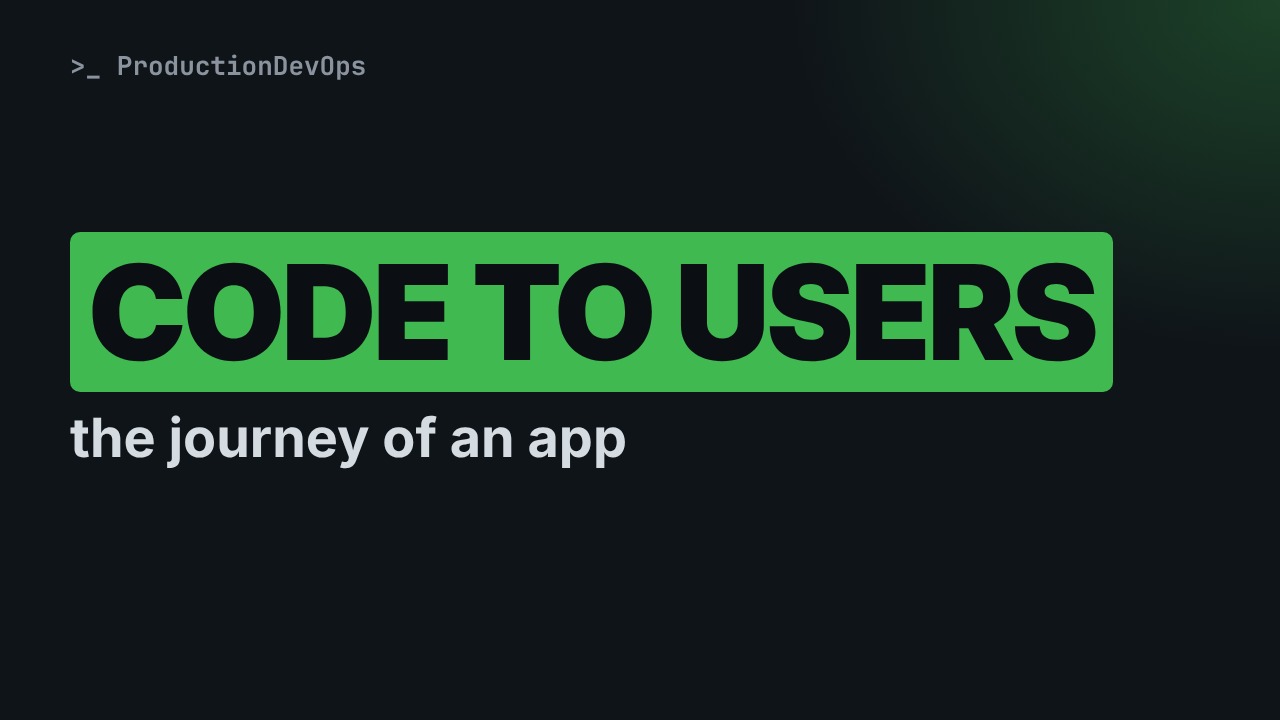 >_ ProductionDevOps
CODE TO USERS
the journey of an app